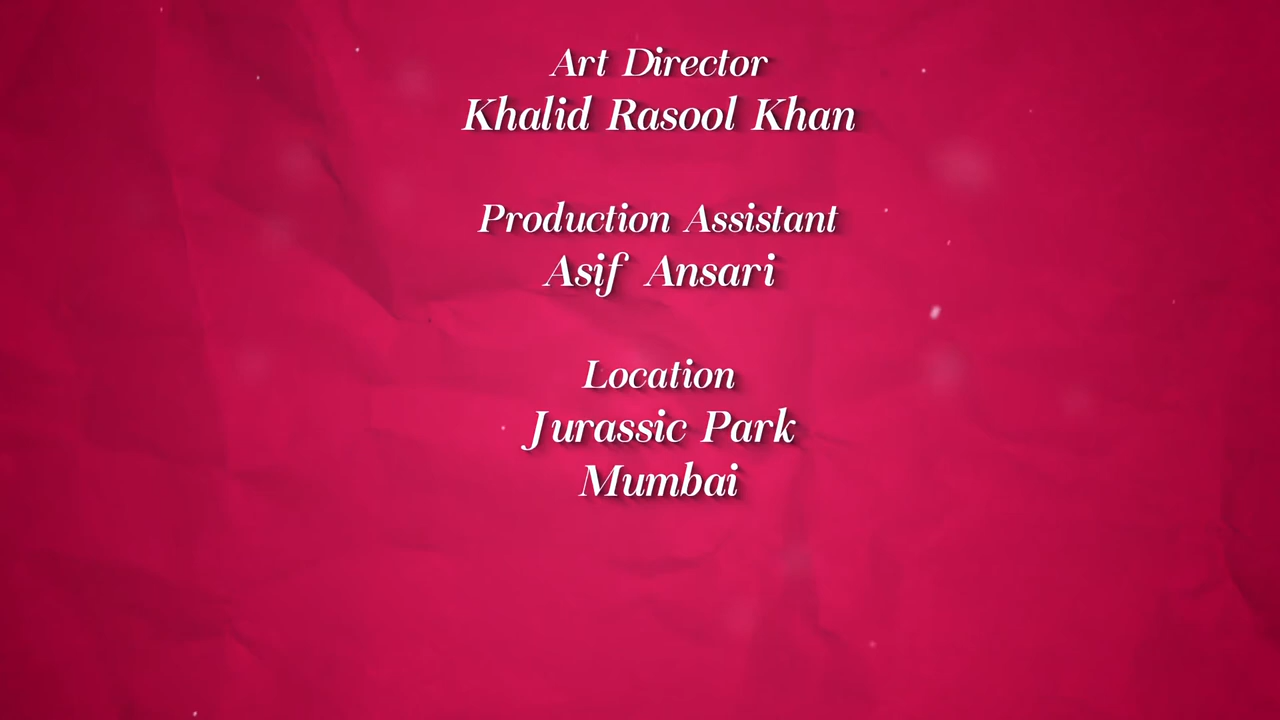 Art Director
Khalid Rasool Khan
Production Assistant
Asif Ansari
Location
Jurassic Park
Mumbai